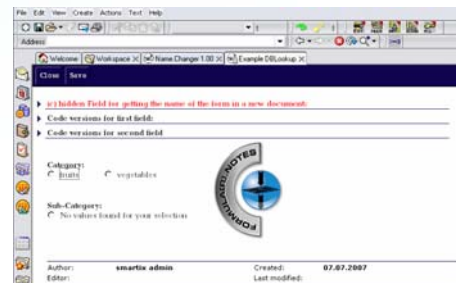 File Edit View Create Actions Text Help
Address
Welcome Workspace Name Changer 1.00 Example DBLookup
Close Save
(c) hidden Field for getting the name of the form in a new document:
Code versions for first field:
Code versions for second field
Category:
fruits vegetables
Sub-Category:
No values found for your selection
FORMULA4U NOTES
Author: smartix admin Created: 07.07.2007
Editor: Last modified: